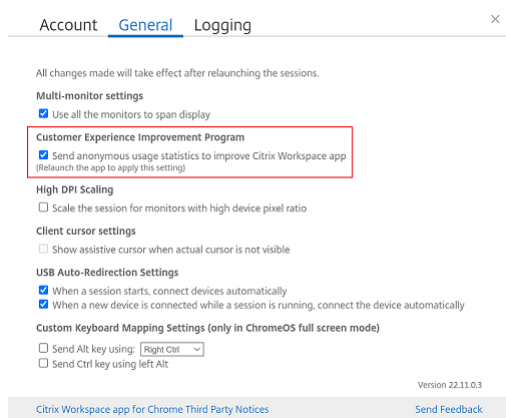 Account General Logging
All changes made will take effect after relaunching the sessions.
Multi-monitor settings
Use all the monitors to span display
Customer Experience Improvement Program
Send anonymous usage statistics to improve Citrix Workspace app
(Relaunch the app to apply this setting)
High DPI Scaling
Scale the session for monitors with high device pixel ratio
Client cursor settings
Show assistive cursor when actual cursor is not visible
USB Auto-Redirection Settings
When a session starts, connect devices automatically
When a new device is connected while a session is running, connect the device automatically
Custom Keyboard Mapping Settings (only in ChromeOS full screen mode)
Send Alt key using: Right Ctrl
Send Ctrl key using left Alt
Version 22.11.0.3
Citrix Workspace app for Chrome Third Party Notices Send Feedback